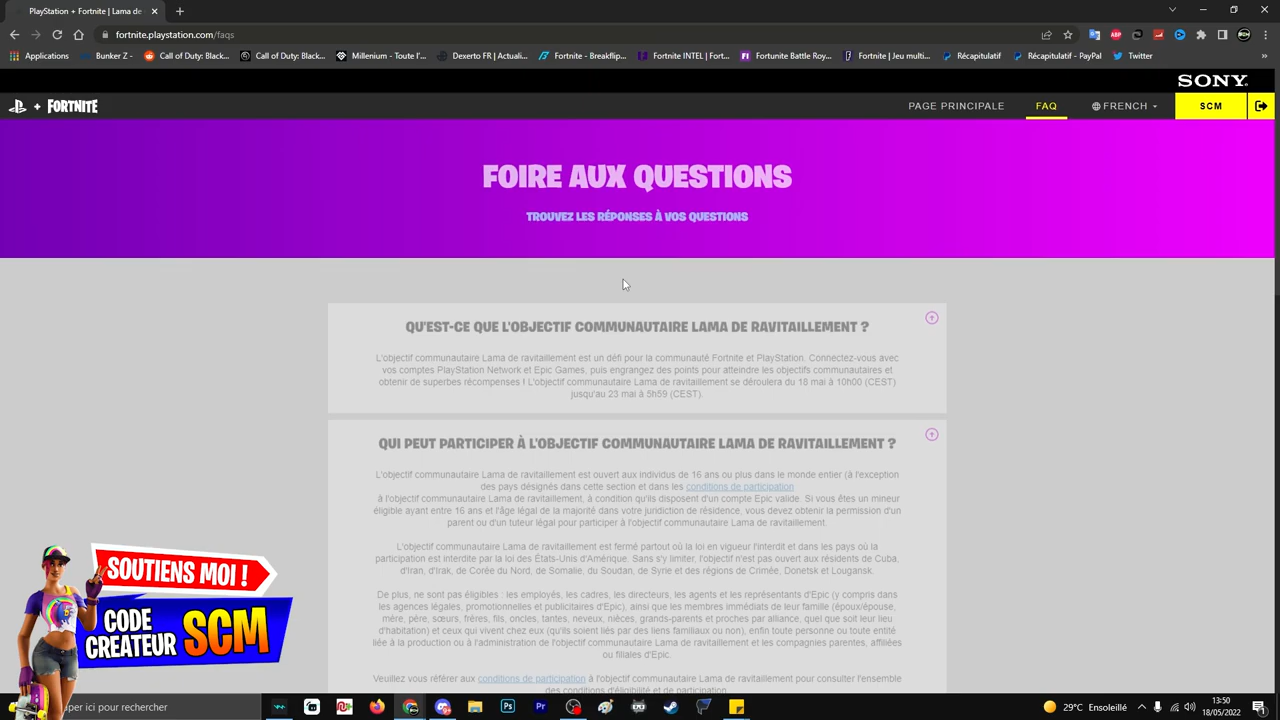 PlayStation + Fortnite | Lama de
fortnite.playstation.com/faqs
Applications
Bunker Z -
Call of Duty: Black...
Call of Duty: Black...
Millenium - Toute l'...
Dexerto FR | Actuali...
Fortnite - Breakflip...
Fortnite INTEL | Fort...
Fortunite Battle Roy...
Fortnite | Jeu multi...
Récapitulatif
Récapitulatif - PayPal
Twitter
»
SONY
+ FORTNITE
PAGE PRINCIPALE
FAQ
FRENCH
SCM
FOIRE AUX QUESTIONS
TROUVEZ LES RÉPONSES À VOS QUESTIONS
QU'EST-CE QUE L'OBJECTIF COMMUNAUTAIRE LAMA DE RAVITAILLEMENT ?
L'objectif communautaire Lama de ravitaillement est un défi pour la communauté Fortnite et PlayStation. Connectez-vous avec
vos comptes PlayStation Network et Epic Games, puis engrangez des points pour atteindre les objectifs communautaires et
obtenir de superbes récompenses ! L'objectif communautaire Lama de ravitaillement se déroulera du 18 mai à 10h00 (CEST)
jusqu'au 23 mai à 5h59 (CEST).
QUI PEUT PARTICIPER À L'OBJECTIF COMMUNAUTAIRE LAMA DE RAVITAILLEMENT ?
L'objectif communautaire Lama de ravitaillement est ouvert aux individus de 16 ans ou plus dans le monde entier (à l'exception
des pays désignés dans cette section et dans les conditions de participation
à l'objectif communautaire Lama de ravitaillement, à condition qu'ils disposent d'un compte Epic valide. Si vous êtes un mineur
éligible ayant entre 16 ans et l'âge légal de la majorité dans votre juridiction de résidence, vous devez obtenir la permission d'un
parent ou d'un tuteur légal pour participer à l'objectif communautaire Lama de ravitaillement.
L'objectif communautaire Lama de ravitaillement est fermé partout où la loi en vigueur l'interdit et dans les pays où la
participation est interdite par la loi des États-Unis d'Amérique. Sans s'y limiter, l'objectif n'est pas ouvert aux résidents de Cuba,
d'Iran, d'Irak, de Corée du Nord, de Somalie, du Soudan, de Syrie et des régions de Crimée, Donetsk et Lougansk.
De plus, ne sont pas éligibles : les employés, les cadres, les directeurs, les agents et les représentants d'Epic (y compris dans
les agences légales, promotionnelles et publicitaires d'Epic), ainsi que les membres immédiats de leur famille (époux/épouse,
mère, père, sœurs, frères, fils, oncles, tantes, neveux, nièces, grands-parents et proches par alliance, quel que soit leur lieu
d'habitation) et ceux qui vivent chez eux (qu'ils soient liés par des liens familiaux ou non), enfin toute personne ou toute entité
liée à la production ou à l'administration de l'objectif communautaire Lama de ravitaillement et les compagnies parentes, affiliées
ou filiales d'Epic.
Veuillez vous référer aux conditions de participation à l'objectif communautaire Lama de ravitaillement pour consulter l'ensemble
des conditions d'éligibilité et de participation.
SOUTIENS MOI !
CODE
CREATEUR SCM
aper ici pour rechercher
29°C Ensoleillé
13:50
18/05/2022